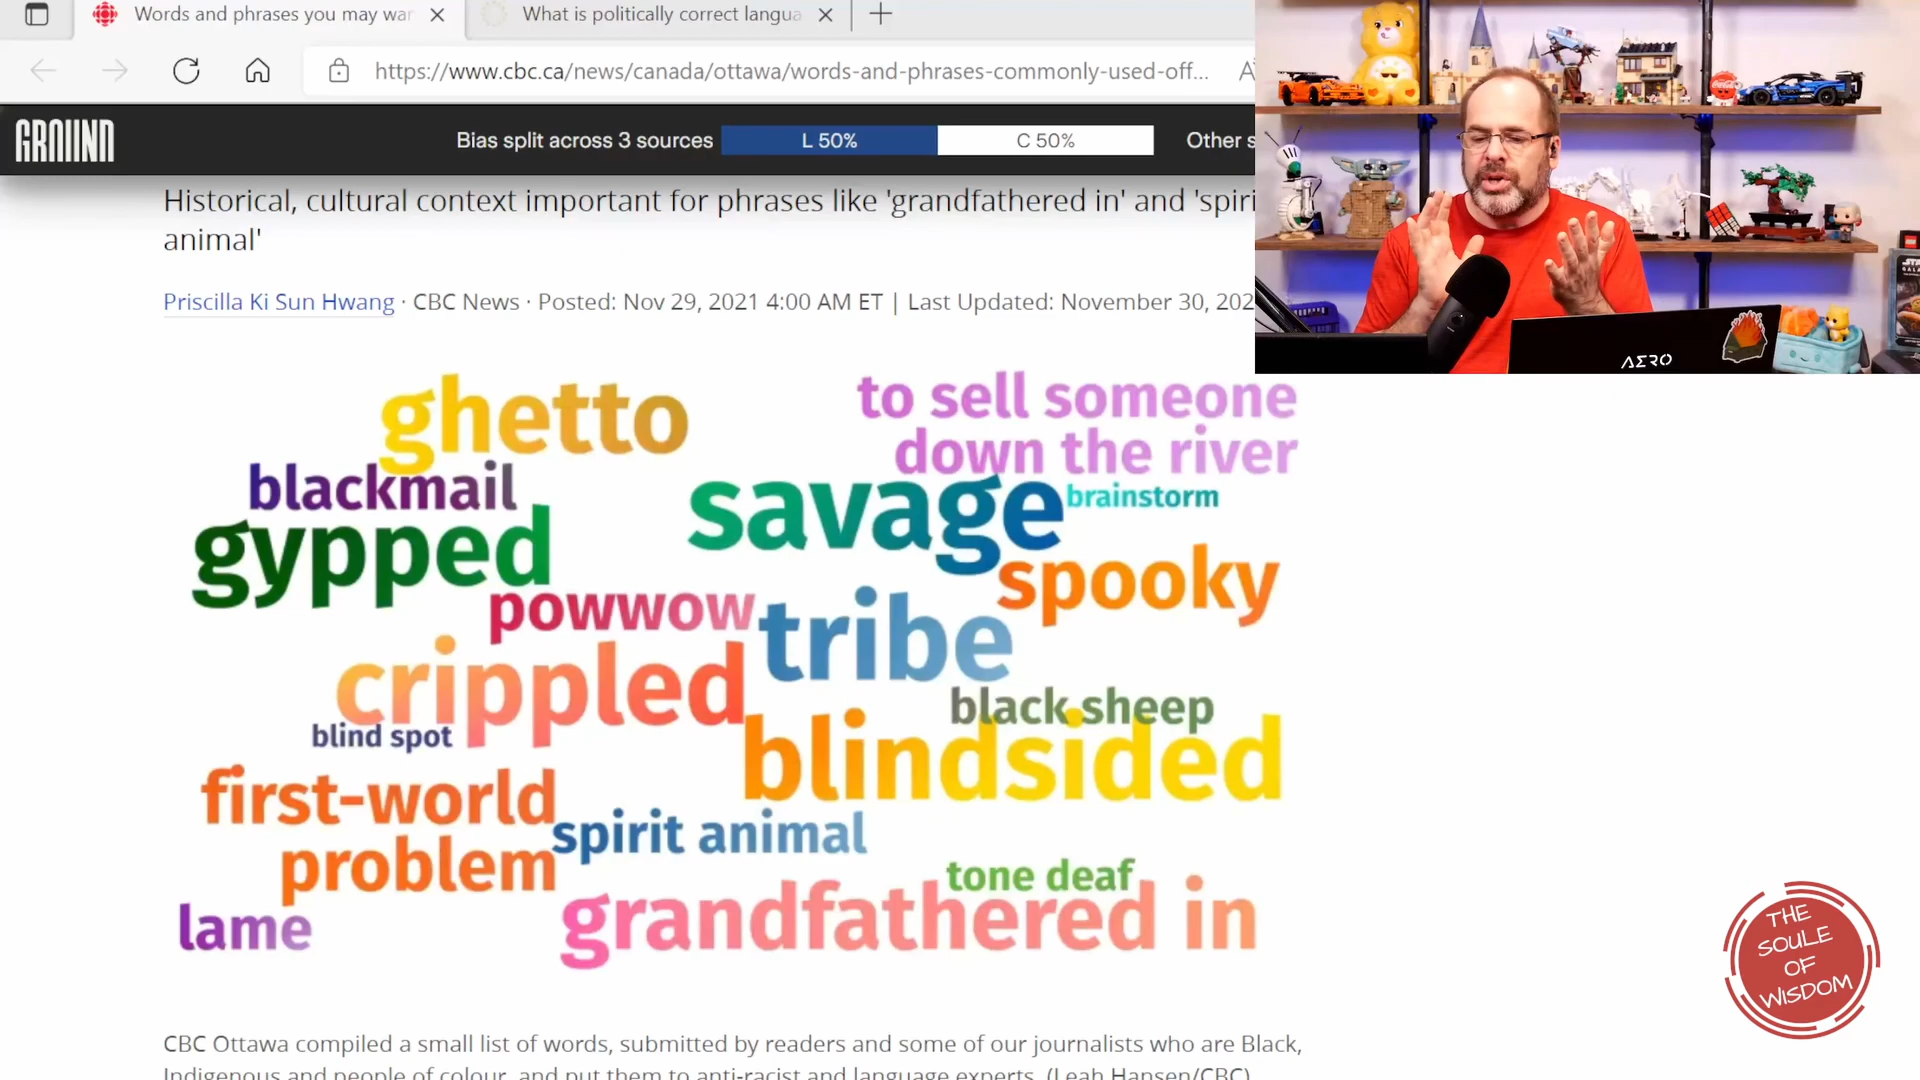 Words and phrases you may war
What is politically correct langua
https://www.cbc.ca/news/canada/ottawa/words-and-phrases-commonly-used-off...
GROUND
Bias split across 3 sources
L 50%
C 50%
Other s
Historical, cultural context important for phrases like 'grandfathered in' and 'spiri
animal'
Priscilla Ki Sun Hwang · CBC News · Posted: Nov 29, 2021 4:00 AM ET | Last Updated: November 30, 202
ghetto
to sell someone
down the river
blackmail
savage
brainstorm
gypped
spooky
powwow
tribe
crippled
black sheep
blind spot
blindsided
first-world
problem
spirit animal
tone deaf
lame
grandfathered in
CBC Ottawa compiled a small list of words, submitted by readers and some of our journalists who are Black,
Indigenous and people of colour, and put them to anti-racist and language experts. (Leah Hansen/CBC)
AERO
THE
SOULE
OF
WISDOM